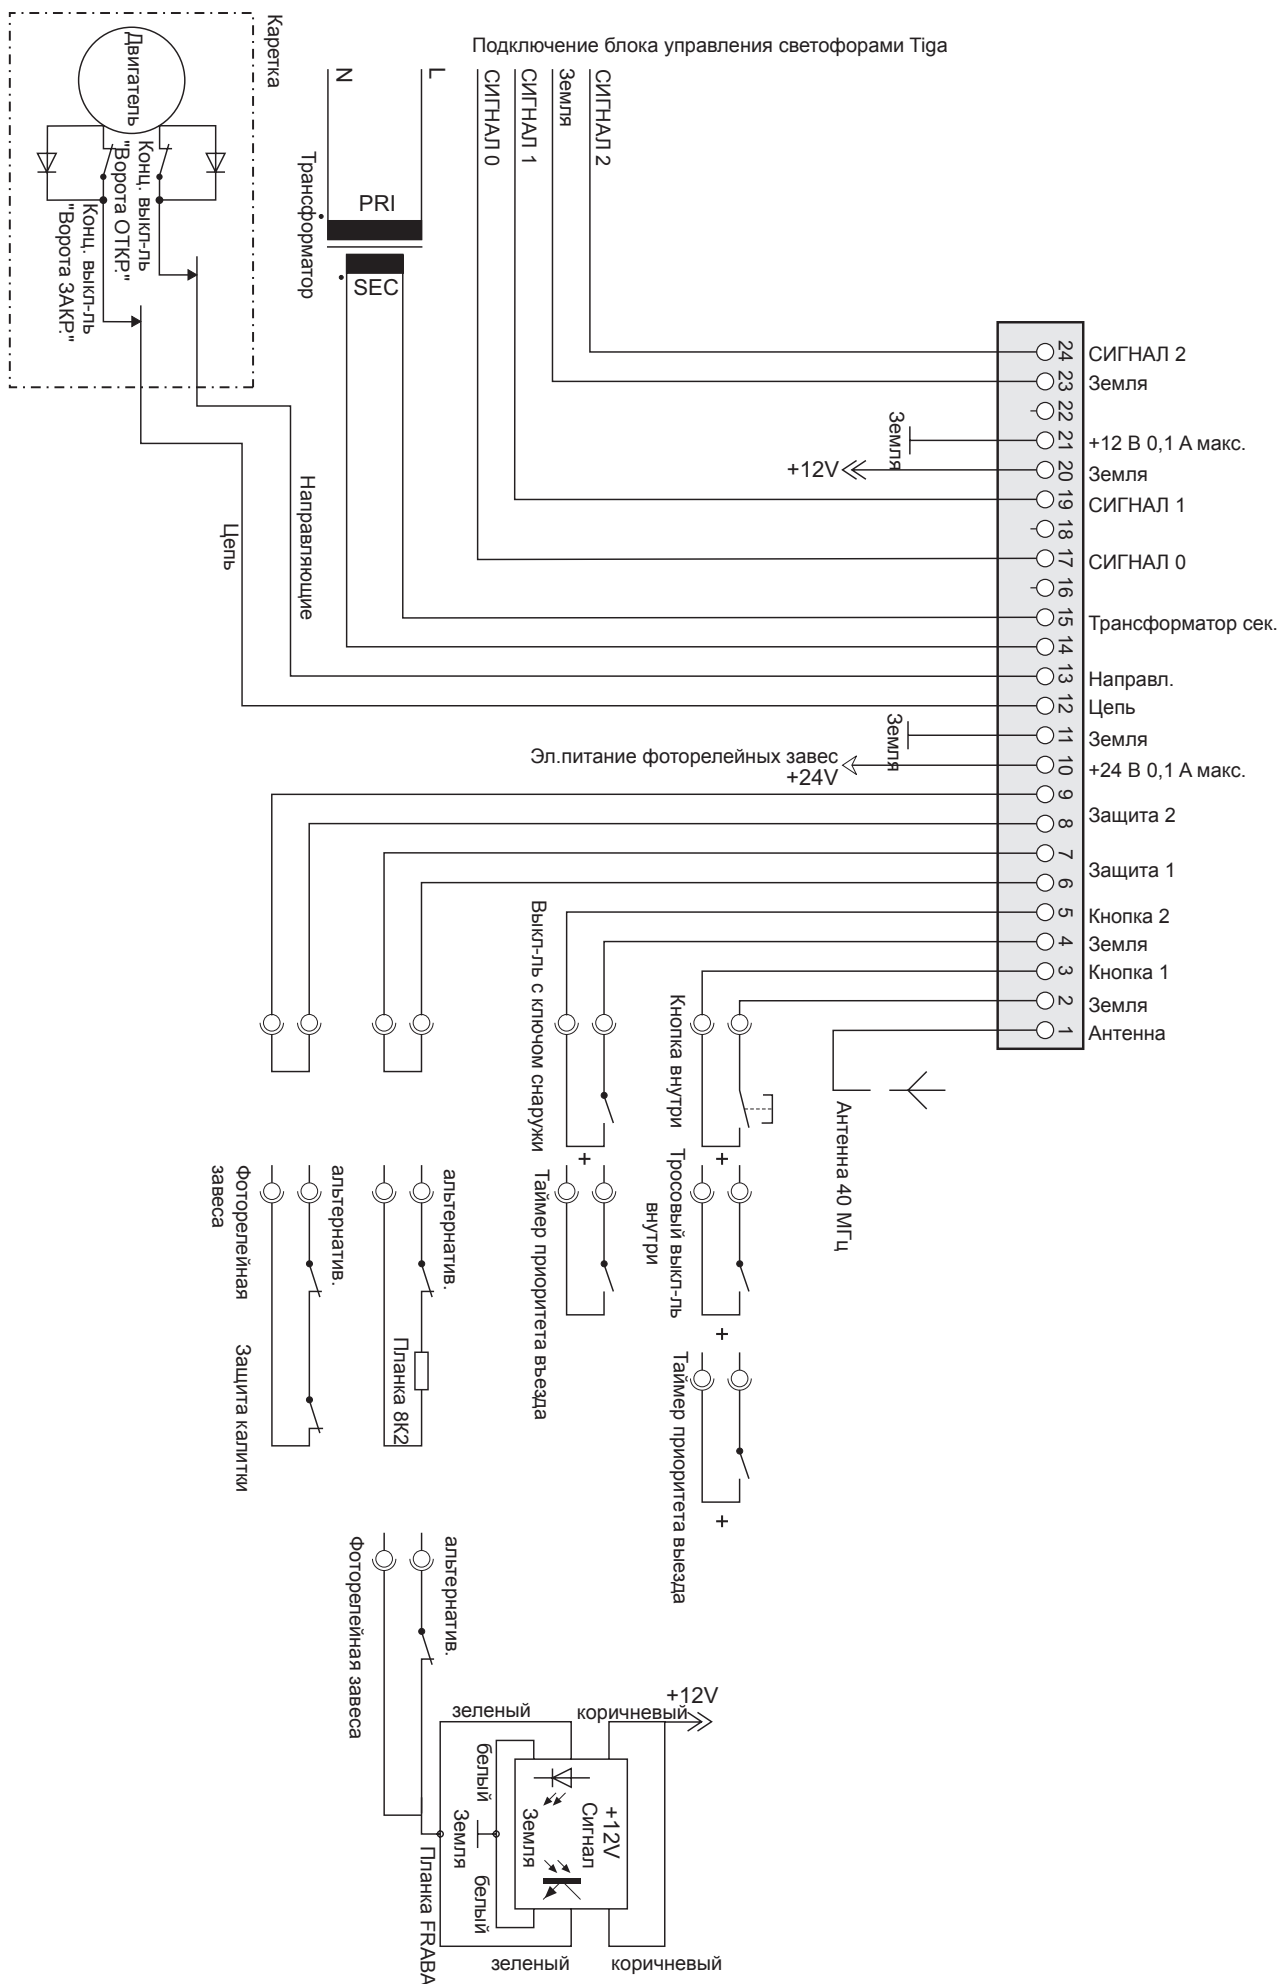 Подключение блока управления светофорами Tiga
Каретка
Двигатель
Конц. выкл-ль
"Ворота ОТКР."
Конц. выкл-ль
"Ворота ЗАКР."
N
L
Трансформатор
PRI
SEC
СИГНАЛ 0
СИГНАЛ 1
Земля
СИГНАЛ 2
Направляющие
Цепь
24 СИГНАЛ 2
23 Земля
22
21 +12 В 0,1 А макс.
20 Земля
19 СИГНАЛ 1
18
17 СИГНАЛ 0
16
15 Трансформатор сек.
14
13 Направл.
12 Цепь
11 Земля
10 +24 В 0,1 А макс.
9
Защита 2
8
7
Защита 1
6
5 Кнопка 2
4 Земля
3 Кнопка 1
2 Земля
1 Антенна
Земля
+12V
Земля
Эл.питание фоторелейных завес
+24V
Выкл-ль с ключом снаружи
+
Кнопка внутри
+
Антенна 40 МГц
Фоторелейная
завеса
Защита калитки
альтернатив.
альтернатив.
Планка 8К2
Таймер приоритета въезда
Тросовый выкл-ль
внутри
+
Таймер приоритета выезда
+
Фоторелейная завеса
альтернатив.
+12V
зеленый
коричневый
белый
Земля
+12V
Сигнал
Земля
белый
Планка FRABA
зеленый
коричневый